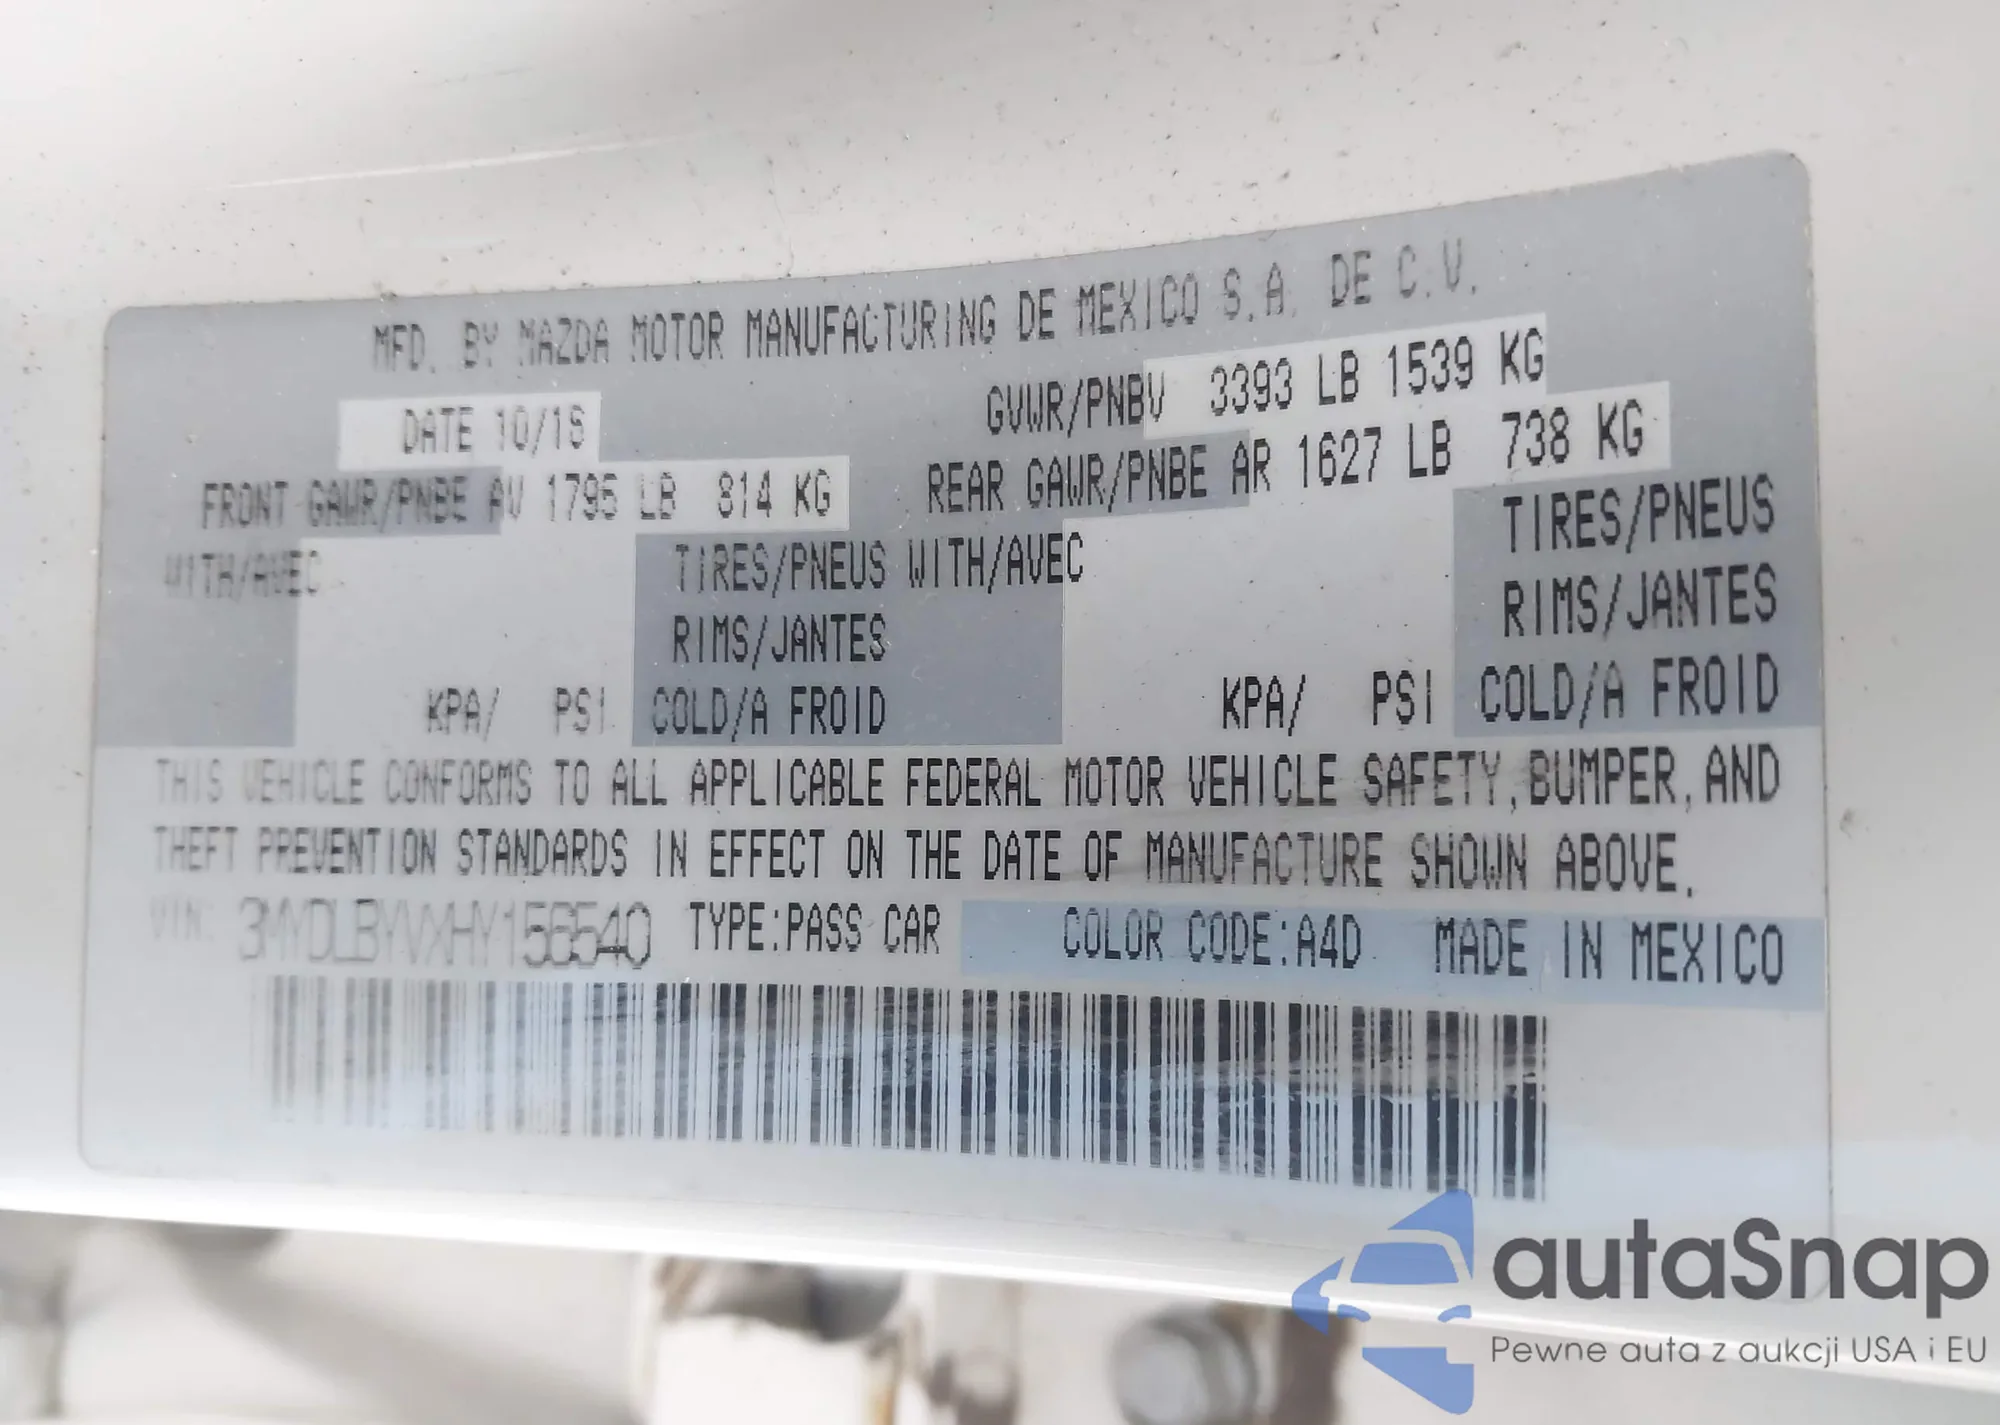 MFD. BY MAZDA MOTOR MANUFACTURING DE MEXICO S.A. DE C.V.
DATE 10/16 GVWR/PNBV 3393 LB 1539 KG
FRONT GAWR/PNBE AV 1795 LB 814 KG REAR GAWR/PNBE AR 1627 LB 738 KG
WITH/AVEC TIRES/PNEUS WITH/AVEC TIRES/PNEUS
RIMS/JANTES RIMS/JANTES
KPA/ PSI COLD/A FROID KPA/ PSI COLD/A FROID
THIS VEHICLE CONFORMS TO ALL APPLICABLE FEDERAL MOTOR VEHICLE SAFETY, BUMPER, AND
THEFT PREVENTION STANDARDS IN EFFECT ON THE DATE OF MANUFACTURE SHOWN ABOVE.
VIN: 3MYDLBYVXHY156540 TYPE:PASS CAR COLOR CODE:A4D MADE IN MEXICO
autaSnap
Pewne auta z aukcji USA i EU